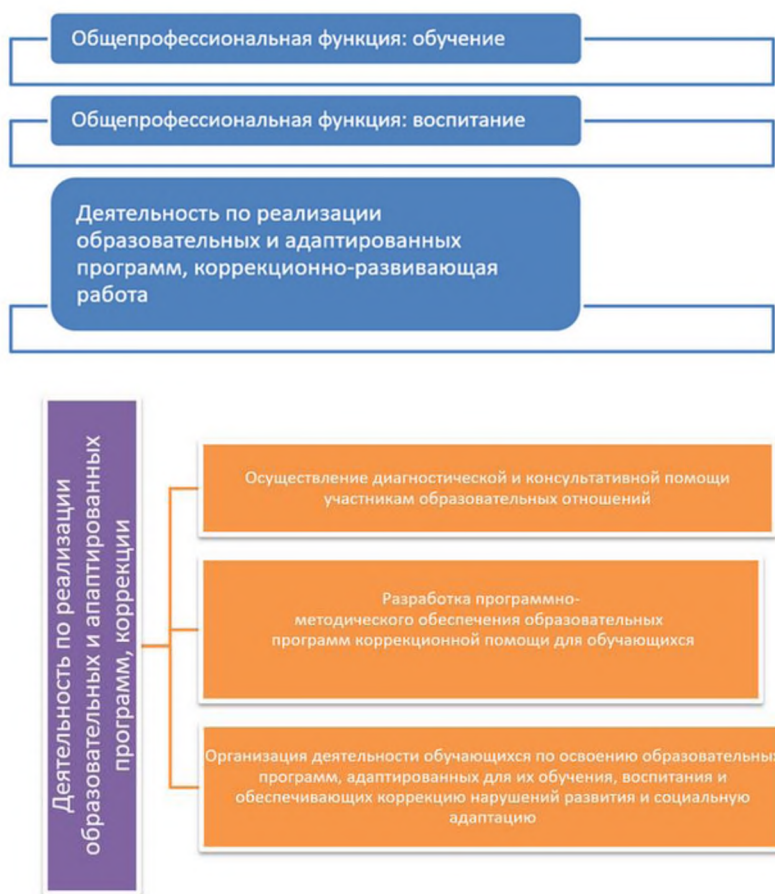 Общепрофессиональная функция: обучение
Общепрофессиональная функция: воспитание
Деятельность по реализации
образовательных и адаптированных
программ, коррекционно-развивающая
работа
Деятельность по реализации
образовательных и апаптированных
программ, коррекции
Осуществление диагностической и консультативной помощи
участникам образовательных отношений
Разработка программно-
методического обеспечения образовательных
программ коррекционной помощи для обучающихся
Организация деятельности обучающихся по освоению образовательных
программ, адаптированных для их обучения, воспитания и
обеспечивающих коррекцию нарушений развития и социальную
адаптацию